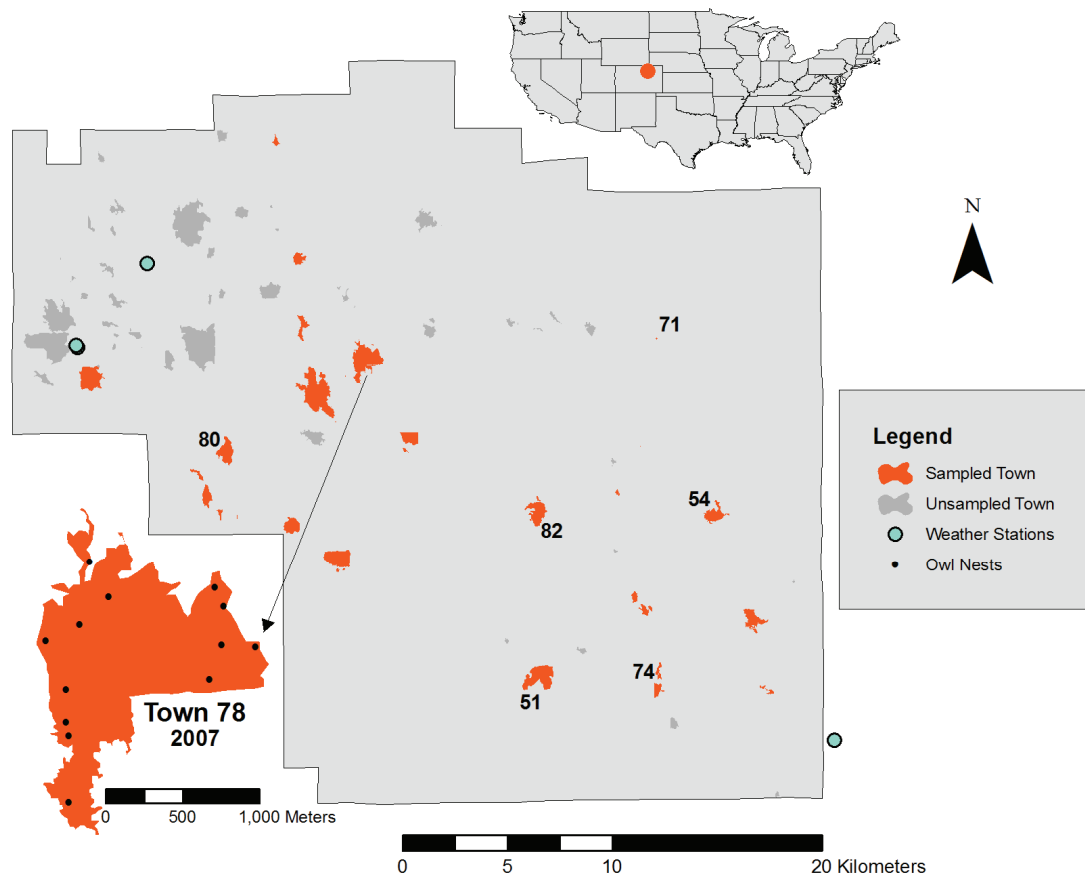 N
71
80
54
82
74
51
Legend
Sampled Town
Unsampled Town
Weather Stations
Owl Nests
Town 78
2007
0 500 1,000 Meters
0 5 10 20 Kilometers